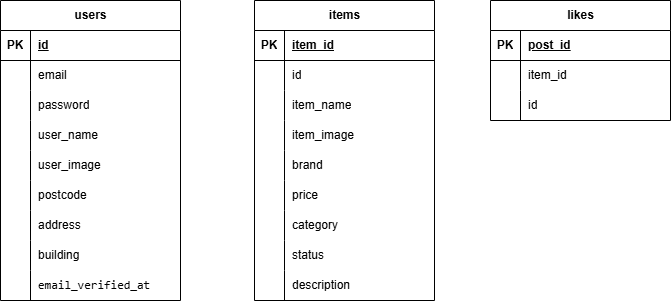 users
PK id
email
password
user_name
user_image
postcode
address
building
email_verified_at
items
PK item_id
id
item_name
item_image
brand
price
category
status
description
likes
PK post_id
item_id
id